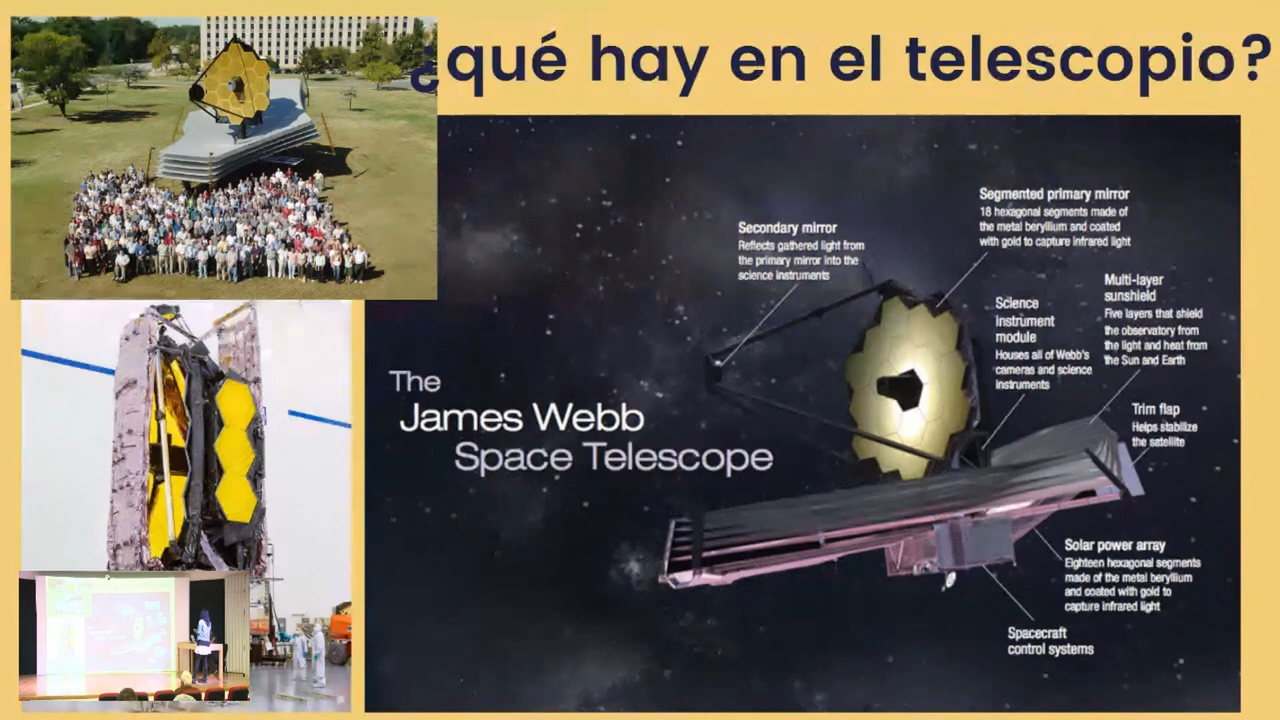 ¿qué hay en el telescopio?
The
James Webb
Space Telescope
Secondary mirror
Reflects gathered light from
the primary mirror into the
science instruments
Segmented primary mirror
18 hexagonal segments made of
the metal beryllium and coated
with gold to capture infrared light
Science
instrument
module
Houses all of Webb's
cameras and science
instruments
Multi-layer
sunshield
Five layers that shield
the observatory from
the light and heat from
the Sun and Earth
Trim flap
Helps stabilize
the satellite
Solar power array
Eighteen hexagonal segments
made of the metal beryllium
and coated with gold to
capture infrared light
Spacecraft
control systems